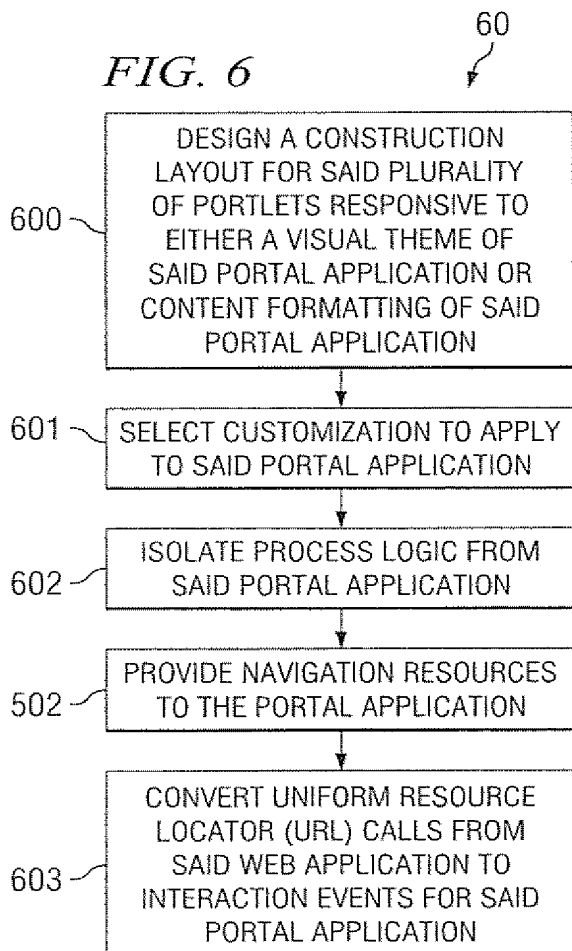 FIG. 6
60
600
DESIGN A CONSTRUCTION
LAYOUT FOR SAID PLURALITY
OF PORTLETS RESPONSIVE TO
EITHER A VISUAL THEME OF
SAID PORTAL APPLICATION OR
CONTENT FORMATTING OF SAID
PORTAL APPLICATION
601
SELECT CUSTOMIZATION TO APPLY
TO SAID PORTAL APPLICATION
602
ISOLATE PROCESS LOGIC FROM
SAID PORTAL APPLICATION
502
PROVIDE NAVIGATION RESOURCES
TO THE PORTAL APPLICATION
603
CONVERT UNIFORM RESOURCE
LOCATOR (URL) CALLS FROM
SAID WEB APPLICATION TO
INTERACTION EVENTS FOR SAID
PORTAL APPLICATION